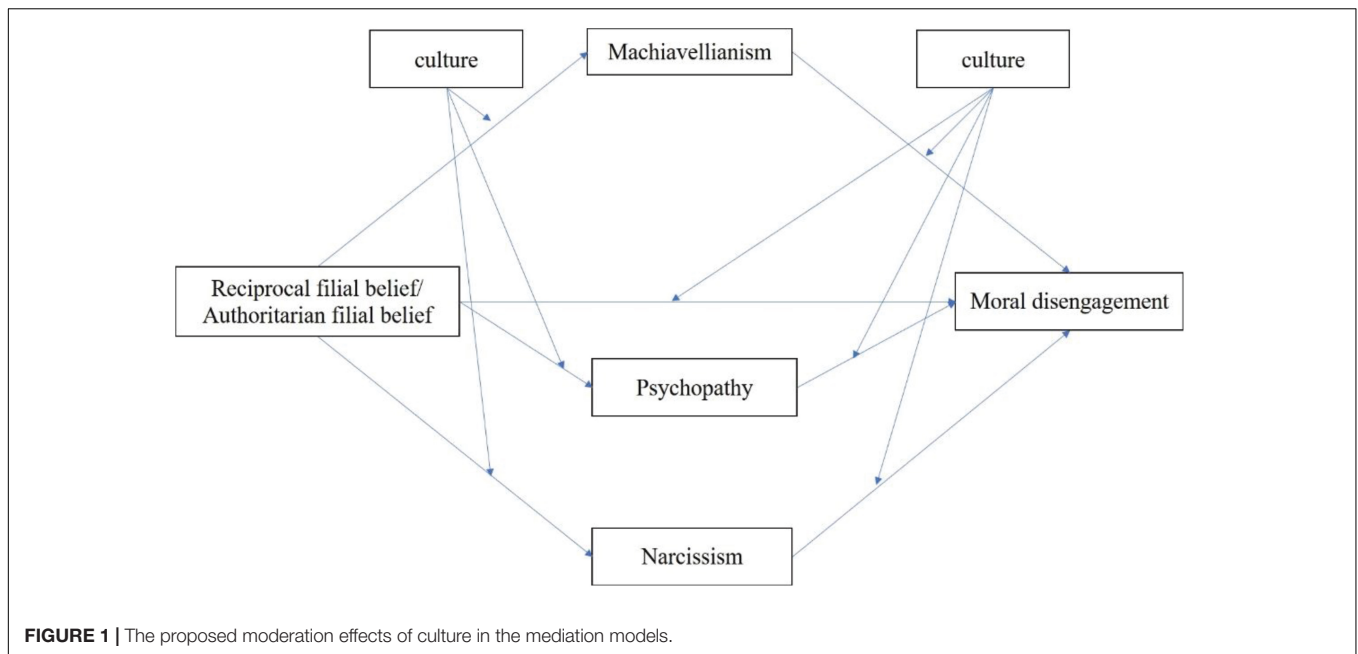 culture
Machiavellianism
culture
Reciprocal filial belief/
Authoritarian filial belief
Moral disengagement
Psychopathy
Narcissism
FIGURE 1 | The proposed moderation effects of culture in the mediation models.